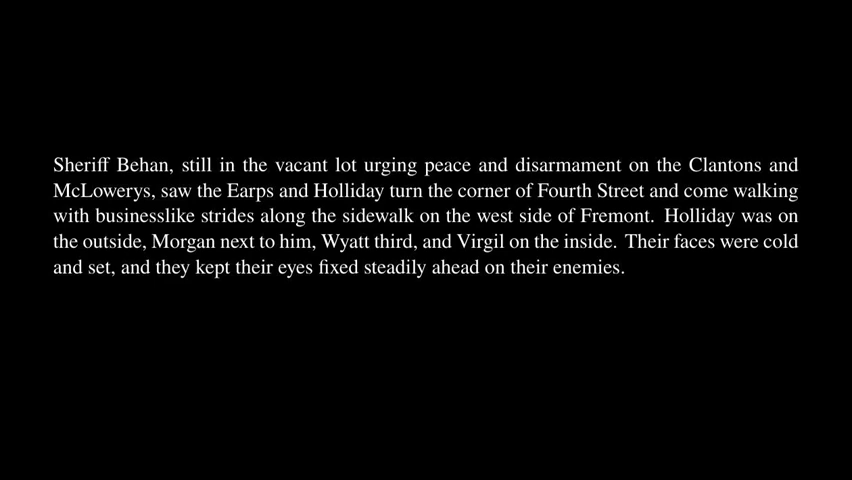 Sheriff Behan, still in the vacant lot urging peace and disarmament on the Clantons and
McLowerys, saw the Earps and Holliday turn the corner of Fourth Street and come walking
with businesslike strides along the sidewalk on the west side of Fremont. Holliday was on
the outside, Morgan next to him, Wyatt third, and Virgil on the inside. Their faces were cold
and set, and they kept their eyes fixed steadily ahead on their enemies.